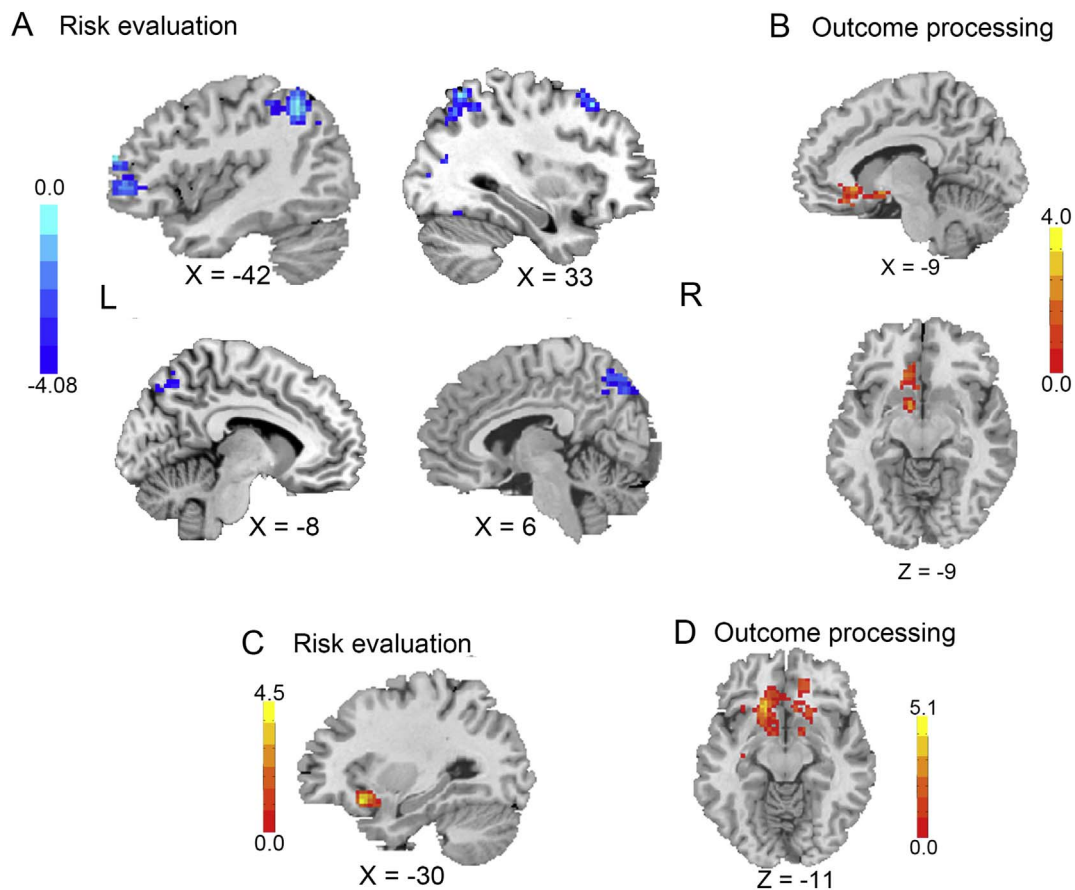 A Risk evaluation
B Outcome processing
0.0
-4.08
X = -42
X = 33
X = -9
4.0
0.0
L
R
X = -8
X = 6
Z = -9
C Risk evaluation
D Outcome processing
4.5
0.0
5.1
0.0
X = -30
Z = -11